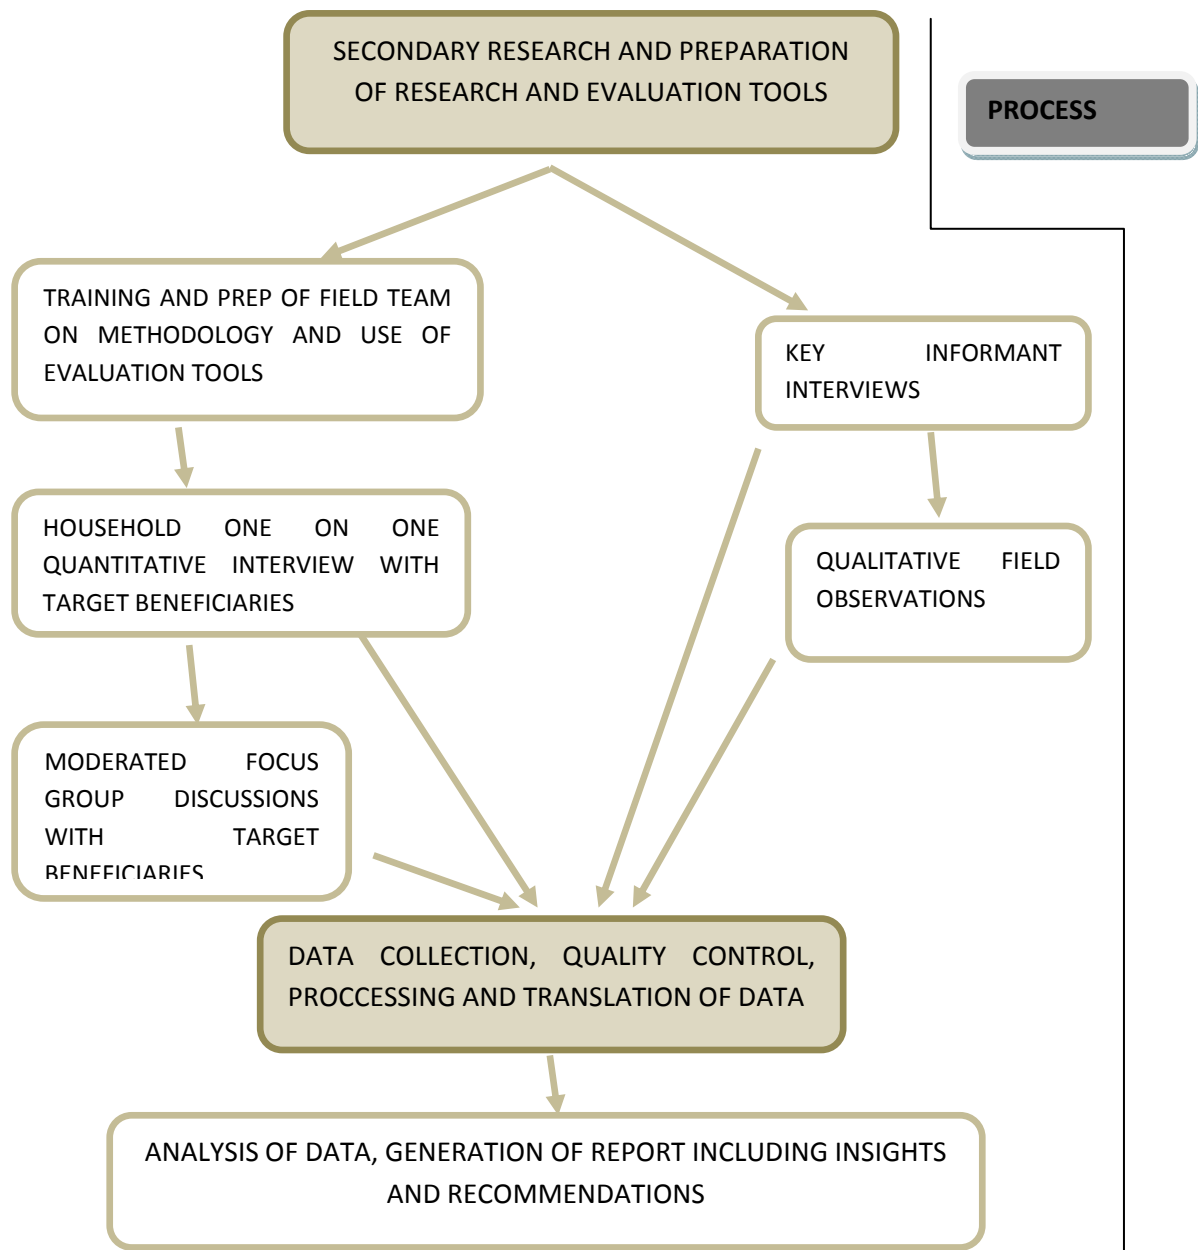 SECONDARY RESEARCH AND PREPARATION
OF RESEARCH AND EVALUATION TOOLS
PROCESS
TRAINING AND PREP OF FIELD TEAM
ON METHODOLOGY AND USE OF
EVALUATION TOOLS
KEY INFORMANT
INTERVIEWS
HOUSEHOLD ONE ON ONE
QUANTITATIVE INTERVIEW WITH
TARGET BENEFICIARIES
QUALITATIVE FIELD
OBSERVATIONS
MODERATED FOCUS
GROUP DISCUSSIONS
WITH TARGET
BENEFICIARIES
DATA COLLECTION, QUALITY CONTROL,
PROCCESSING AND TRANSLATION OF DATA
ANALYSIS OF DATA, GENERATION OF REPORT INCLUDING INSIGHTS
AND RECOMMENDATIONS